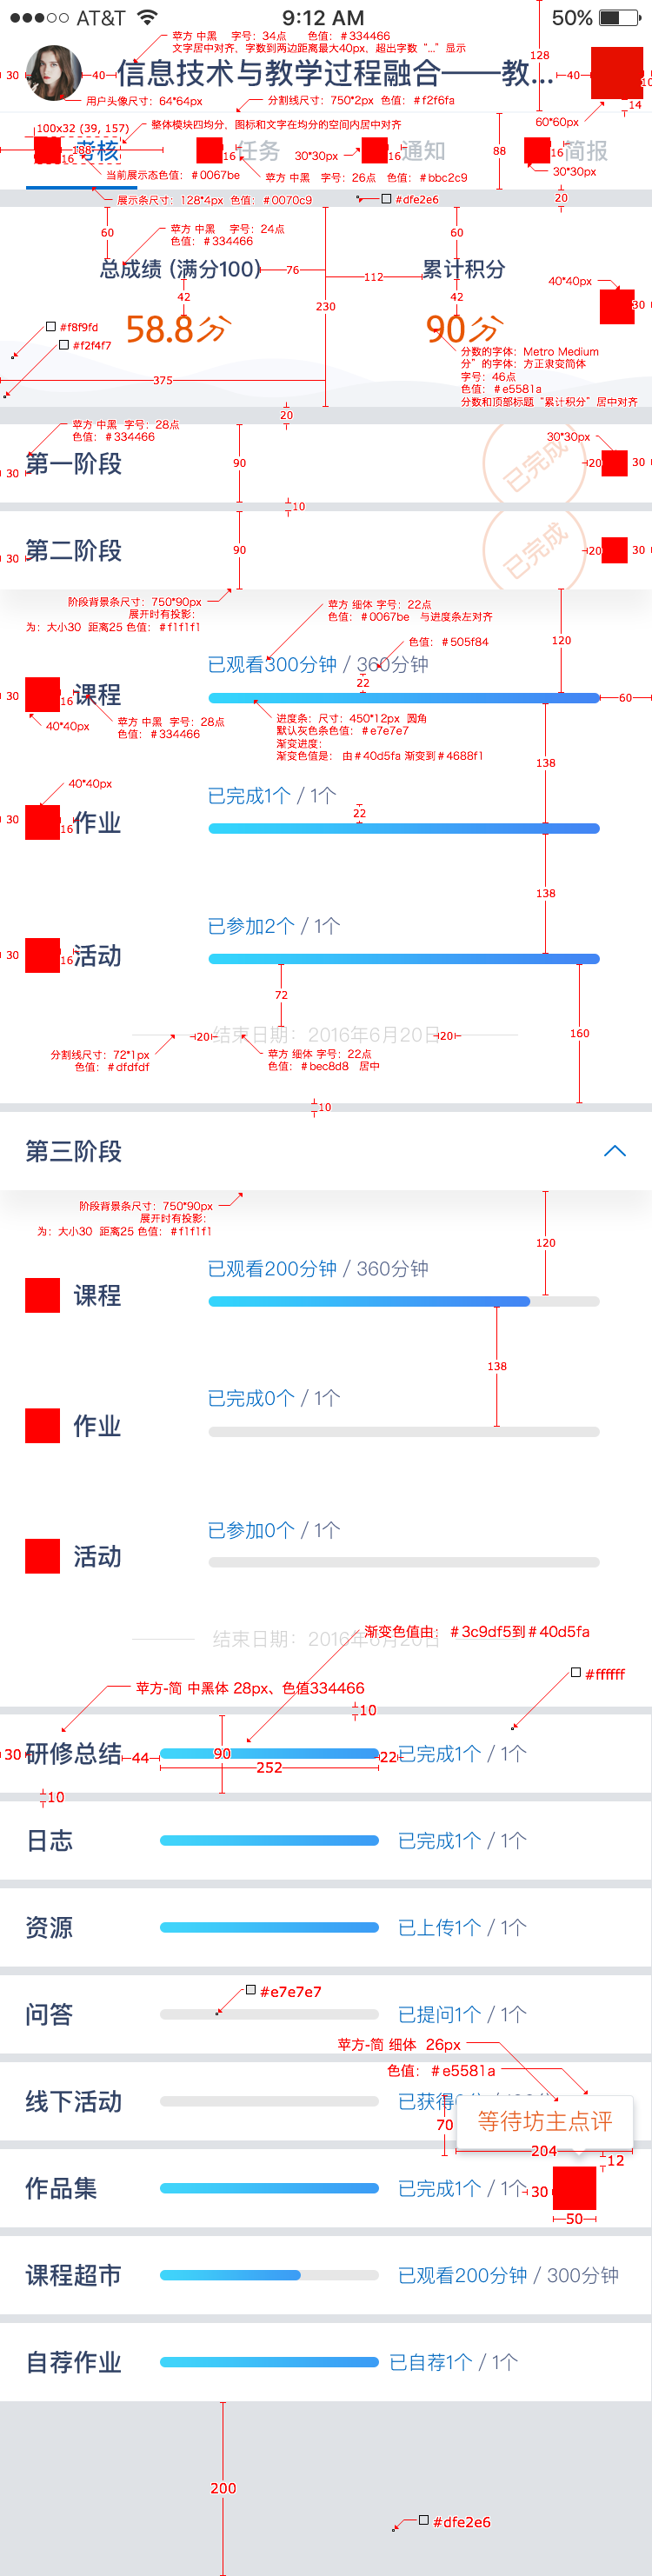 AT&T 9:12 AM 50%
苹方 中黑 字号：34点 色值：#334466
文字居中对齐，字数到两边距离最大40px，超出字数“...”显示
128
30 40 信息技术与教学过程融合——教... 40 10
用户头像尺寸：64*64px 分割线尺寸：750*2px 色值：#f2f6fa
14
60*60px
100x32 (39, 157) 整体模块四均分，图标和文字在均分的空间内居中对齐
188 16 考核 16 任务 30*30px 16 通知 88 16 简报
当前展示态色值：#0067be 苹方 中黑 字号：26点 色值：#bbc2c9 30*30px
展示条尺寸：128*4px 色值：#0070c9 #dfe2e6 20
60 苹方 中黑 字号：24点 60
色值：#334466
总成绩 (满分100) 76 112 累计积分
40*40px
42 230 42 30
58.8分 90分
#f8f9fd
#f2f4f7
分数的字体：Metro Medium
分”的字体：方正隶变简体
字号：46点
色值：#e5581a
分数和顶部标题“累计积分”居中对齐
375
20
苹方 中黑 字号：28点
色值：#334466
30*30px
30 第一阶段 90 已完成 20 30
10
30 第二阶段 90 已完成 20 30
阶段背景条尺寸：750*90px
展开时有投影：
为：大小30 距离25 色值：#f1f1f1
苹方 细体 字号：22点
色值：#0067be 与进度条左对齐
色值：#505f84
120
已观看300分钟 / 360分钟
22
30 16 课程 60
40*40px
苹方 中黑 字号：28点
色值：#334466
进度条：尺寸：450*12px 圆角
默认灰色条色值：#e7e7e7
渐变进度：
渐变色值是： 由#40d5fa 渐变到#4688f1
138
40*40px
已完成1个 / 1个
22
30 16 作业
138
已参加2个 / 1个
30 16 活动
72
20 结束日期：2016年6月20日 20 160
分割线尺寸：72*1px
色值：#dfdfdf
苹方 细体 字号：22点
色值：#bec8d8 居中
10
第三阶段
阶段背景条尺寸：750*90px
展开时有投影：
为：大小30 距离25 色值：#f1f1f1
120
已观看200分钟 / 360分钟
课程
138
已完成0个 / 1个
作业
已参加0个 / 1个
活动
渐变色值由：#3c9df5到#40d5fa
结束日期：2016年6月20日
#ffffff
苹方-简 中黑体 28px、色值334466
10
30 研修总结 44 90 252 22 已完成1个 / 1个
10
日志 已完成1个 / 1个
资源 已上传1个 / 1个
#e7e7e7
问答 已提问1个 / 1个
苹方-简 细体 26px
色值：#e5581a
线下活动 已获得
70 等待坊主点评
204 12
作品集 已完成1个 / 1个 30
50
课程超市 已观看200分钟 / 300分钟
自荐作业 已自荐1个 / 1个
200
#dfe2e6